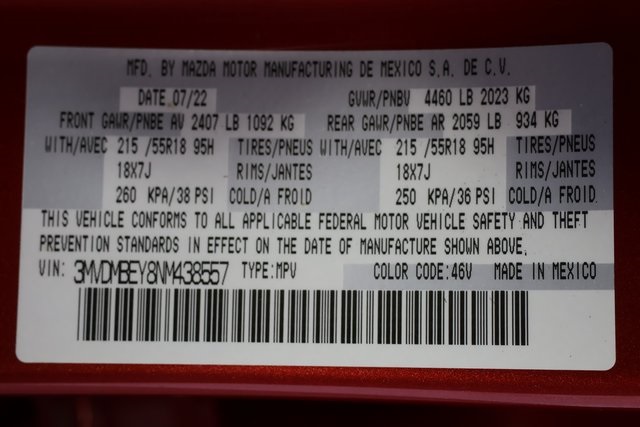 MFD. BY MAZDA MOTOR MANUFACTURING DE MEXICO S.A. DE C.V.
DATE 07/22 GVWR/PNBV 4460 LB 2023 KG
FRONT GAWR/PNBE AV 2407 LB 1092 KG REAR GAWR/PNBE AR 2059 LB 934 KG
WITH/AVEC 215 /55R18 95H TIRES/PNEUS WITH/AVEC 215 /55R18 95H TIRES/PNEUS
18X7J RIMS/JANTES 18X7J RIMS/JANTES
260 KPA/38 PSI COLD/A FROID 250 KPA/36 PSI COLD/A FROID
THIS VEHICLE CONFORMS TO ALL APPLICABLE FEDERAL MOTOR VEHICLE SAFETY AND THEFT
PREVENTION STANDARDS IN EFFECT ON THE DATE OF MANUFACTURE SHOWN ABOVE.
VIN: 3MVDMBEY8NM438557 TYPE:MPV COLOR CODE:46V MADE IN MEXICO